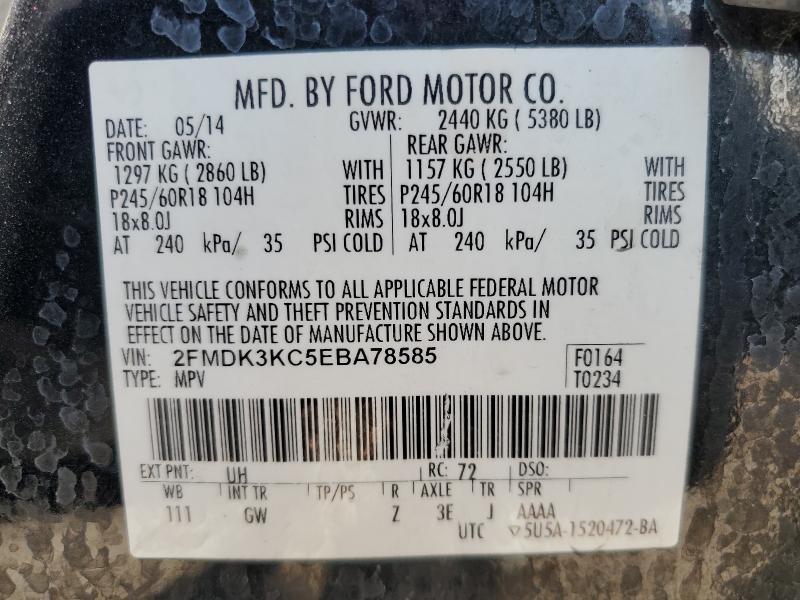 MFD. BY FORD MOTOR CO.
DATE: 05/14 GVWR: 2440 KG ( 5380 LB)
FRONT GAWR: REAR GAWR:
1297 KG ( 2860 LB) WITH 1157 KG ( 2550 LB) WITH
P245/60R18 104H TIRES P245/60R18 104H TIRES
18x8.0J RIMS 18x8.0J RIMS
AT 240 kPa/ 35 PSI COLD AT 240 kPa/ 35 PSI COLD
THIS VEHICLE CONFORMS TO ALL APPLICABLE FEDERAL MOTOR
VEHICLE SAFETY AND THEFT PREVENTION STANDARDS IN
EFFECT ON THE DATE OF MANUFACTURE SHOWN ABOVE.
VIN: 2FMDK3KC5EBA78585 F0164
TYPE: MPV T0234
EXT PNT: UH RC: 72 DSO:
WB INT TR TP/PS R AXLE TR SPR
111 GW Z 3E J AAAA
UTC ▽5U5A-1520472-BA